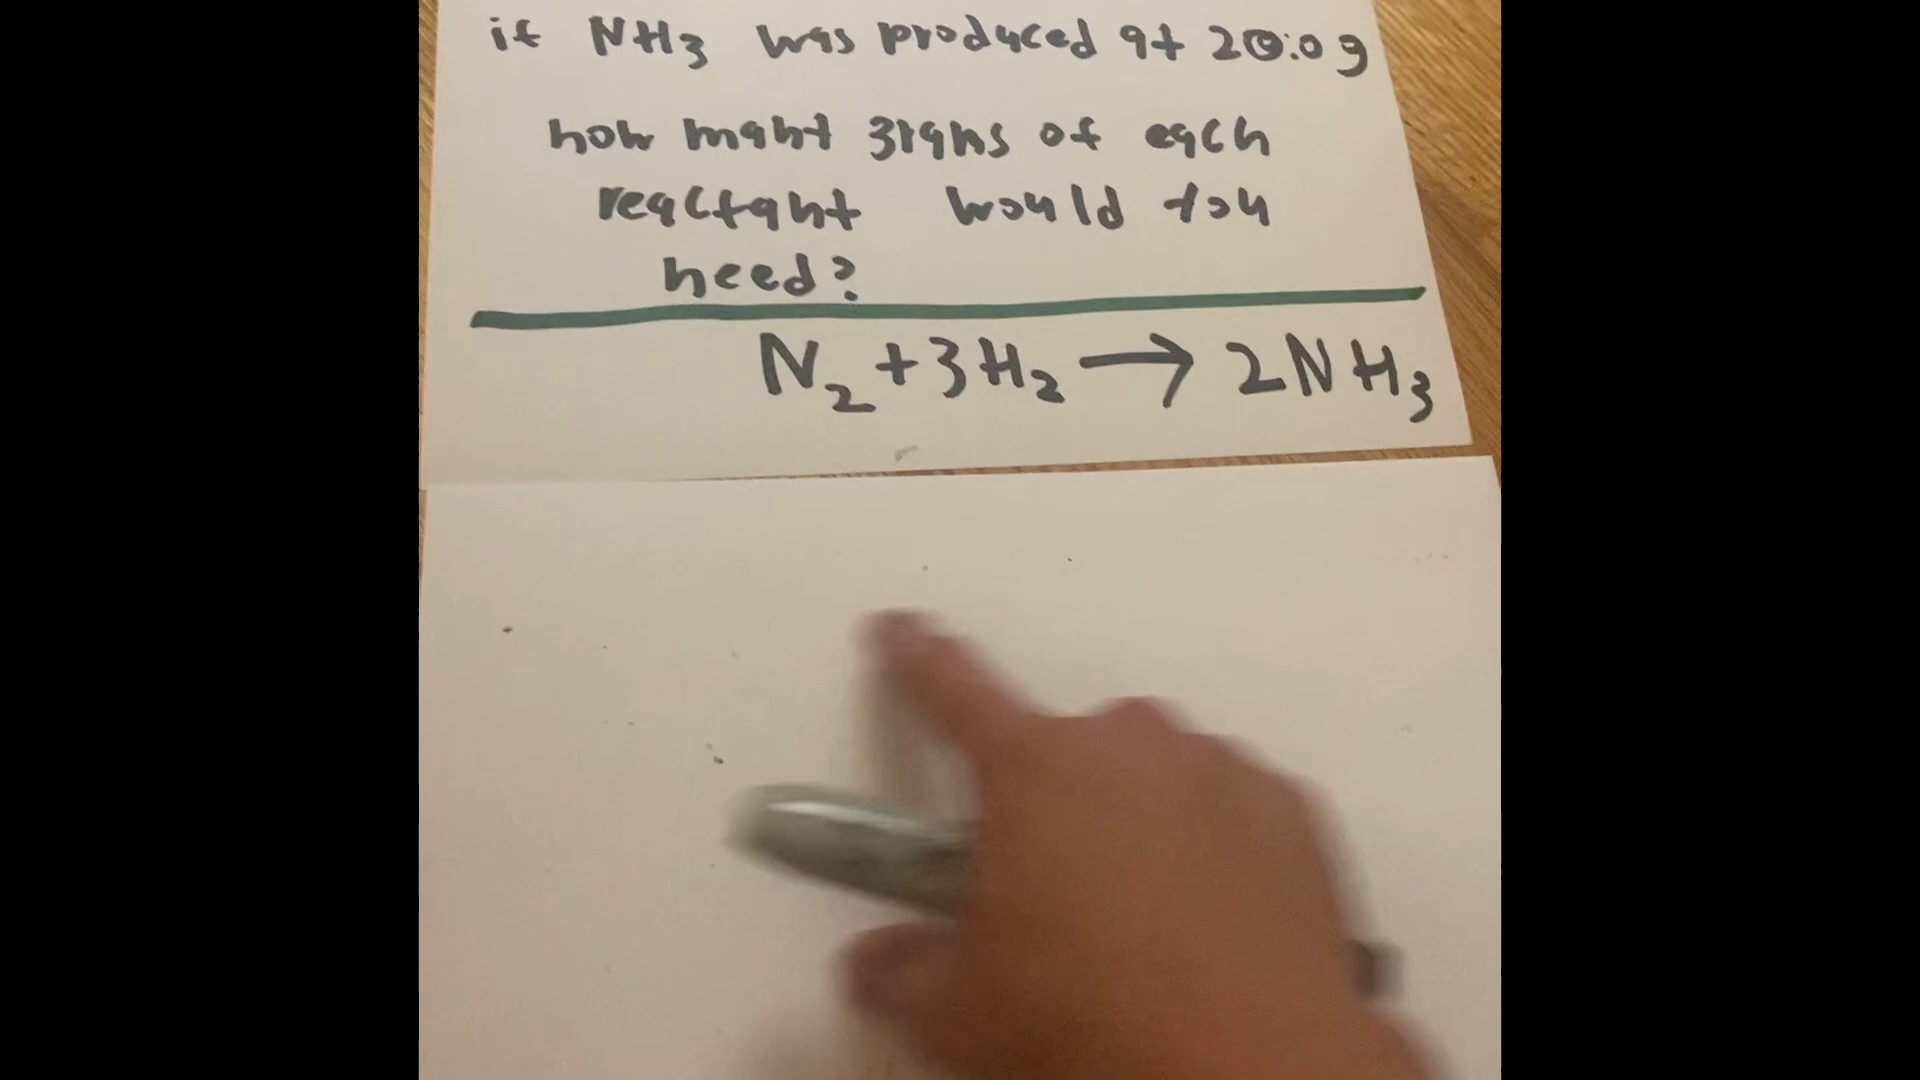 if NH3 was produced at 20.0 g
how many grams of each
reactant would you
need?
N₂ + 3H₂ → 2NH₃